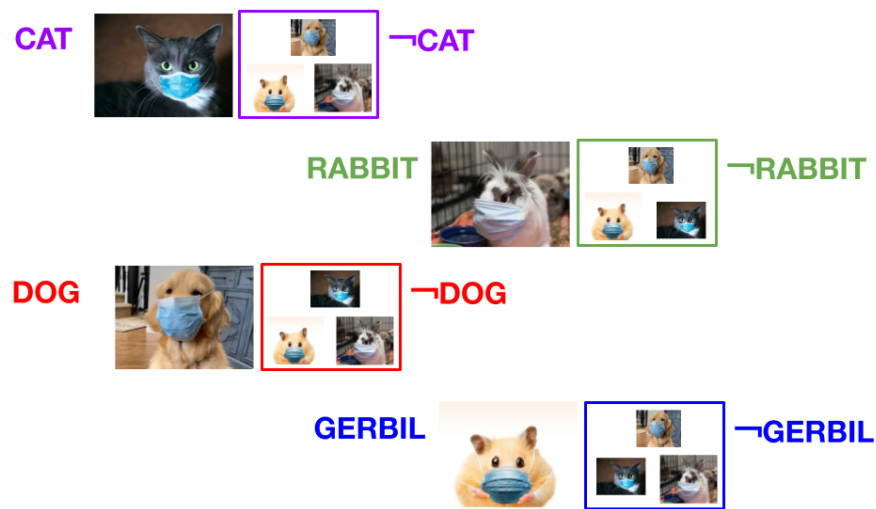 CAT ¬CAT
RABBIT ¬RABBIT
DOG ¬DOG
GERBIL ¬GERBIL